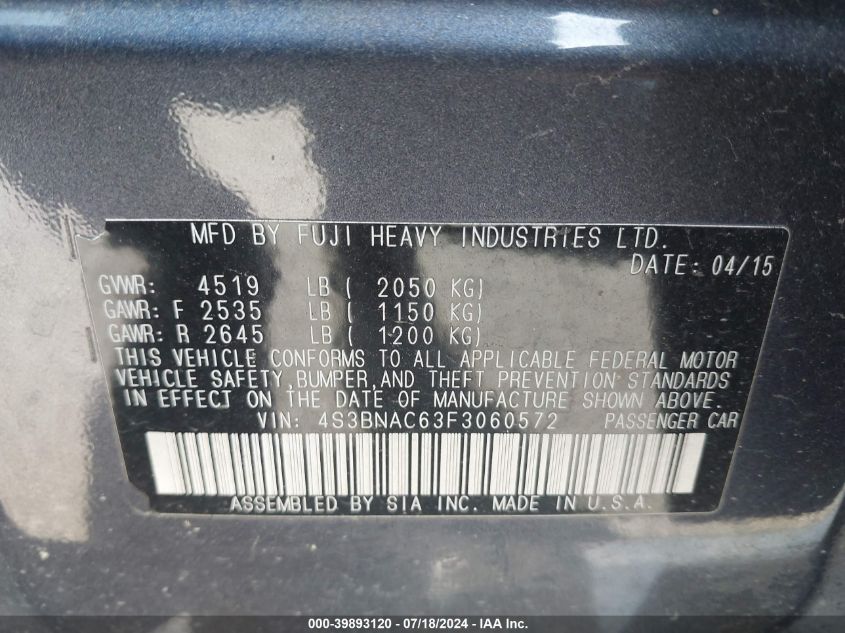 MFD BY FUJI HEAVY INDUSTRIES LTD.
DATE: 04/15
GVWR: 4519 LB ( 2050 KG)
GAWR: F 2535 LB ( 1150 KG)
GAWR: R 2645 LB ( 1200 KG)
THIS VEHICLE CONFORMS TO ALL APPLICABLE FEDERAL MOTOR
VEHICLE SAFETY, BUMPER, AND THEFT PREVENTION STANDARDS
IN EFFECT ON THE DATE OF MANUFACTURE SHOWN ABOVE.
VIN: 4S3BNAC63F3060572 PASSENGER CAR
ASSEMBLED BY SIA INC. MADE IN U.S.A.
000-39893120 - 07/18/2024 - IAA Inc.